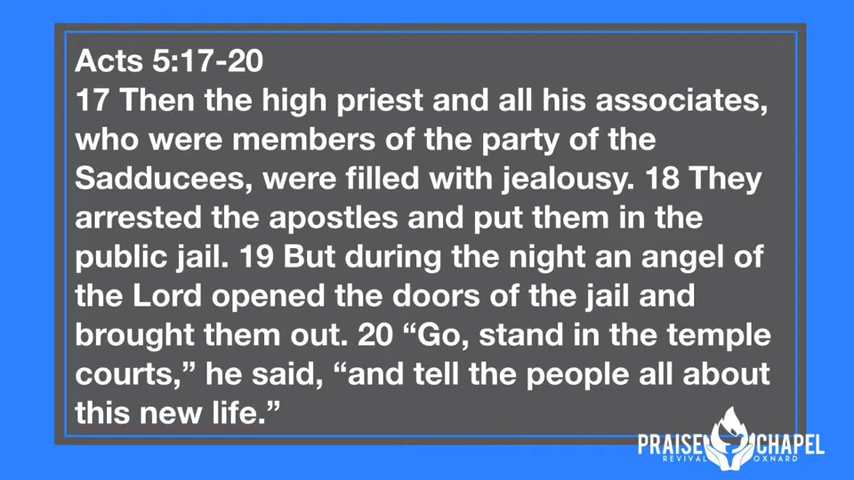 Acts 5:17-20
17 Then the high priest and all his associates,
who were members of the party of the
Sadducees, were filled with jealousy. 18 They
arrested the apostles and put them in the
public jail. 19 But during the night an angel of
the Lord opened the doors of the jail and
brought them out. 20 “Go, stand in the temple
courts,” he said, “and tell the people all about
this new life.”
PRAISE CHAPEL
REVIVAL OXNARD